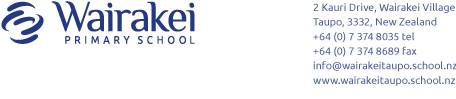 Wairakei
PRIMARY SCHOOL
2 Kauri Drive, Wairakei Village
Taupo, 3332, New Zealand
+64 (0) 7 374 8035 tel
+64 (0) 7 374 8689 fax
info@wairakeitaupo.school.nz
www.wairakeitaupo.school.nz